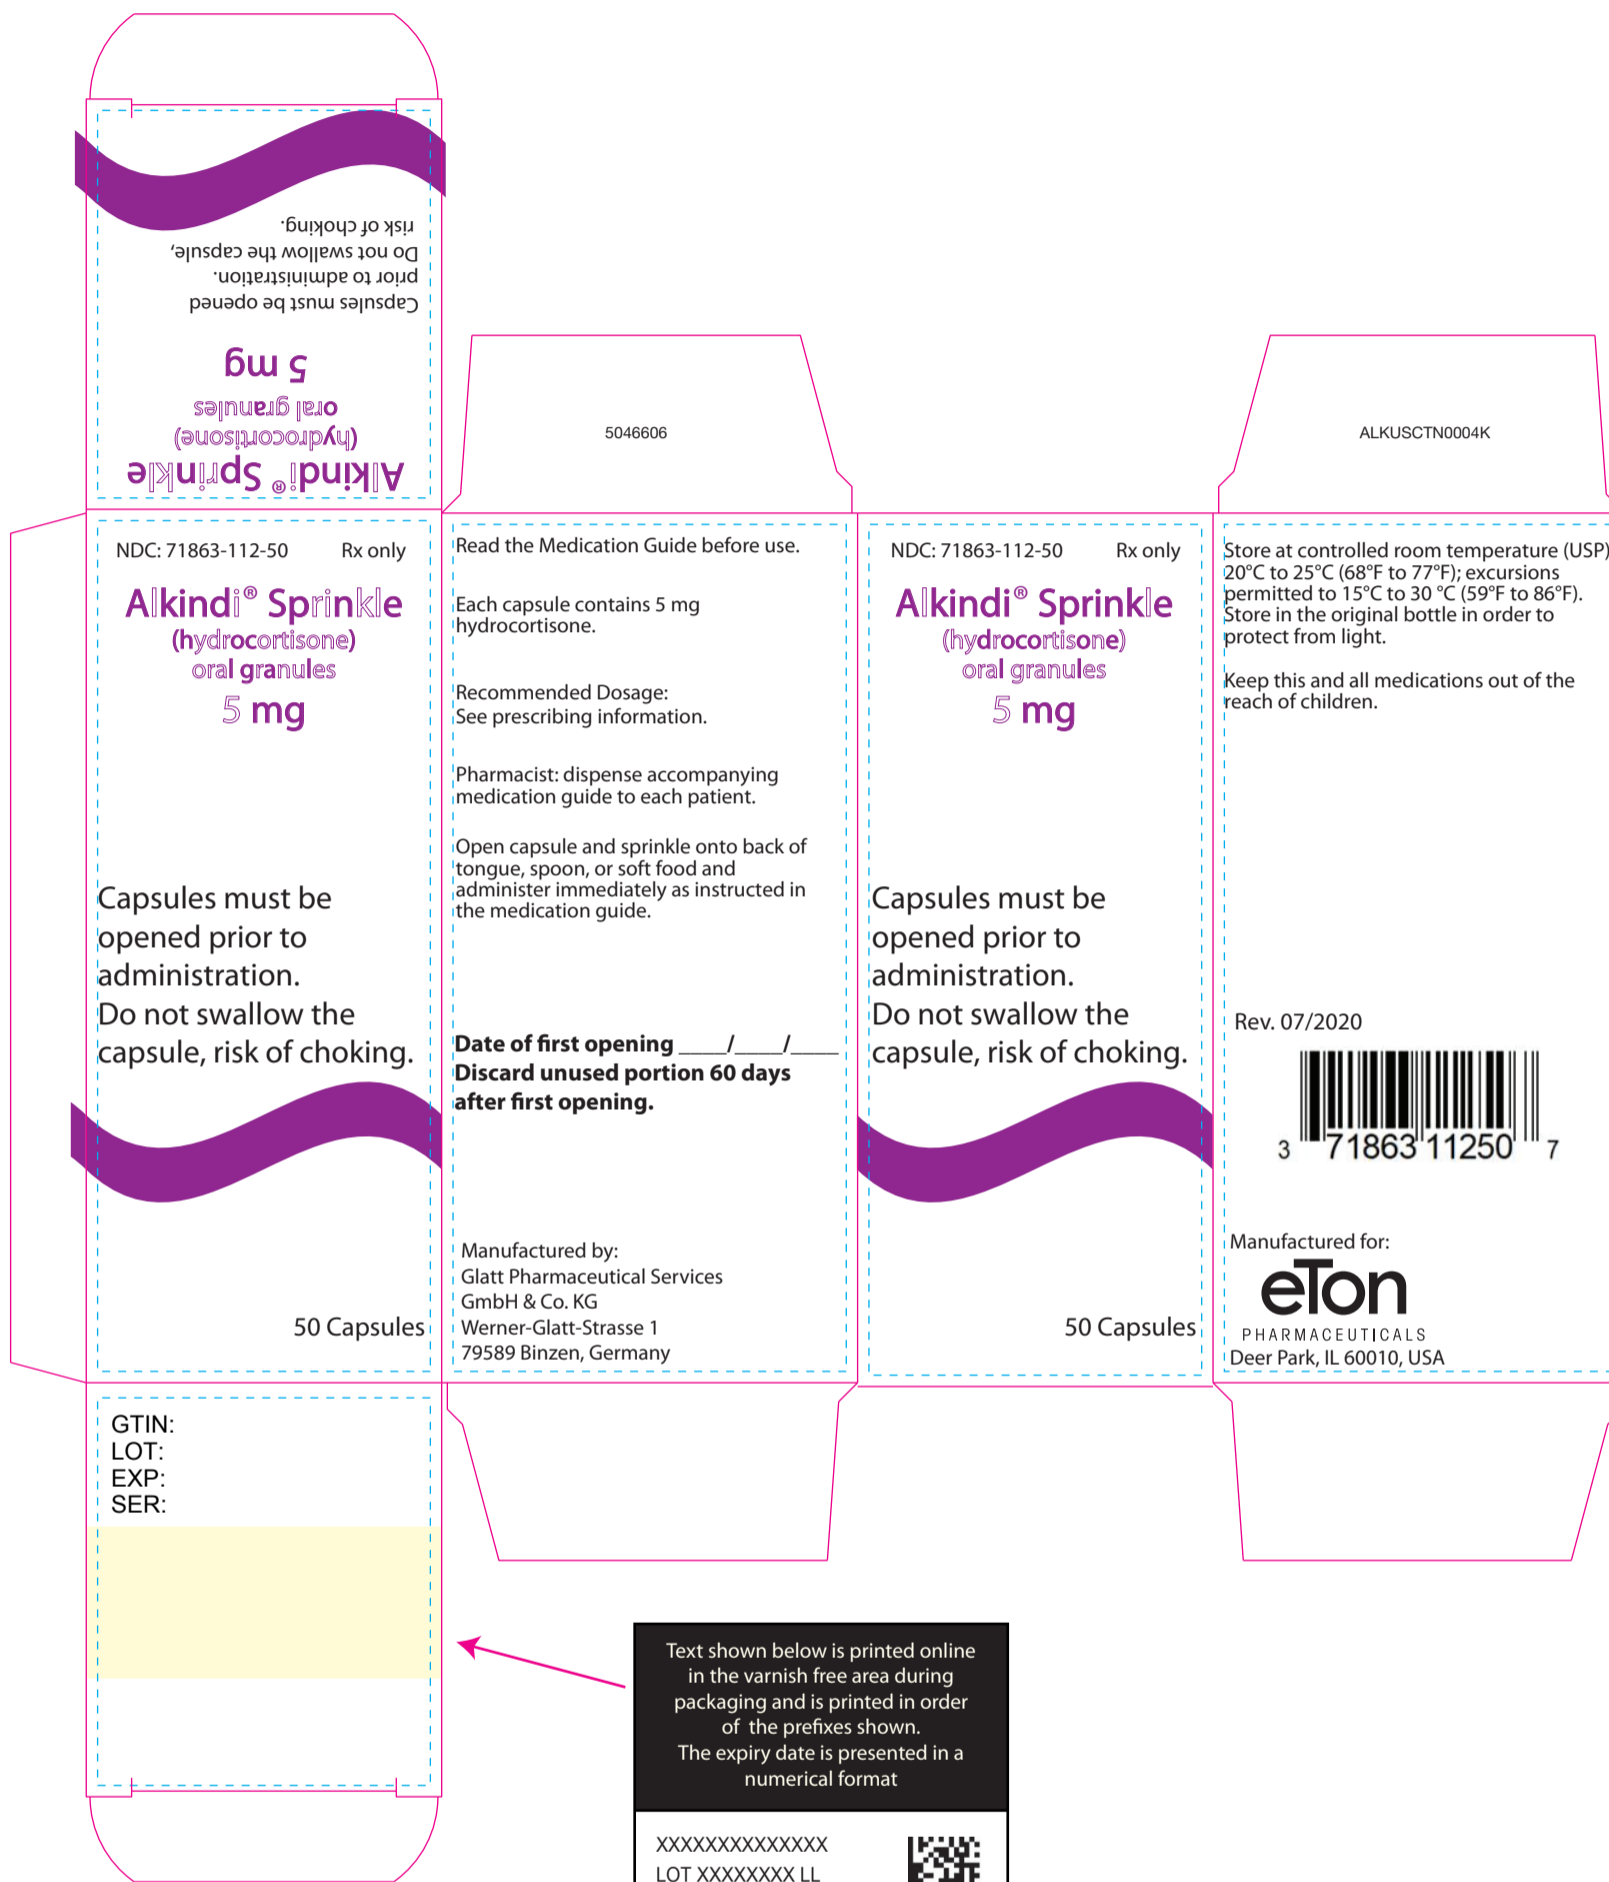 risk of choking.
Do not swallow the capsule,
prior to administration.
Capsules must be opened
5 mg
oral granules
(hydrocortisone)
Alkindi® Sprinkle
5046606
ALKUSCTN0004K
NDC: 71863-112-50 Rx only
Alkindi® Sprinkle
(hydrocortisone)
oral granules
5 mg
Capsules must be
opened prior to
administration.
Do not swallow the
capsule, risk of choking.
50 Capsules
Read the Medication Guide before use.
Each capsule contains 5 mg
hydrocortisone.
Recommended Dosage:
See prescribing information.
Pharmacist: dispense accompanying
medication guide to each patient.
Open capsule and sprinkle onto back of
tongue, spoon, or soft food and
administer immediately as instructed in
the medication guide.
Date of first opening ____/____/____
Discard unused portion 60 days
after first opening.
Manufactured by:
Glatt Pharmaceutical Services
GmbH & Co. KG
Werner-Glatt-Strasse 1
79589 Binzen, Germany
NDC: 71863-112-50 Rx only
Alkindi® Sprinkle
(hydrocortisone)
oral granules
5 mg
Capsules must be
opened prior to
administration.
Do not swallow the
capsule, risk of choking.
50 Capsules
Store at controlled room temperature (USP)
20°C to 25°C (68°F to 77°F); excursions
permitted to 15°C to 30 °C (59°F to 86°F).
Store in the original bottle in order to
protect from light.
Keep this and all medications out of the
reach of children.
Rev. 07/2020
3 71863 11250 7
Manufactured for:
eTon
PHARMACEUTICALS
Deer Park, IL 60010, USA
GTIN:
LOT:
EXP:
SER:
Text shown below is printed online
in the varnish free area during
packaging and is printed in order
of the prefixes shown.
The expiry date is presented in a
numerical format
XXXXXXXXXXXXXX
LOT XXXXXXXX LL